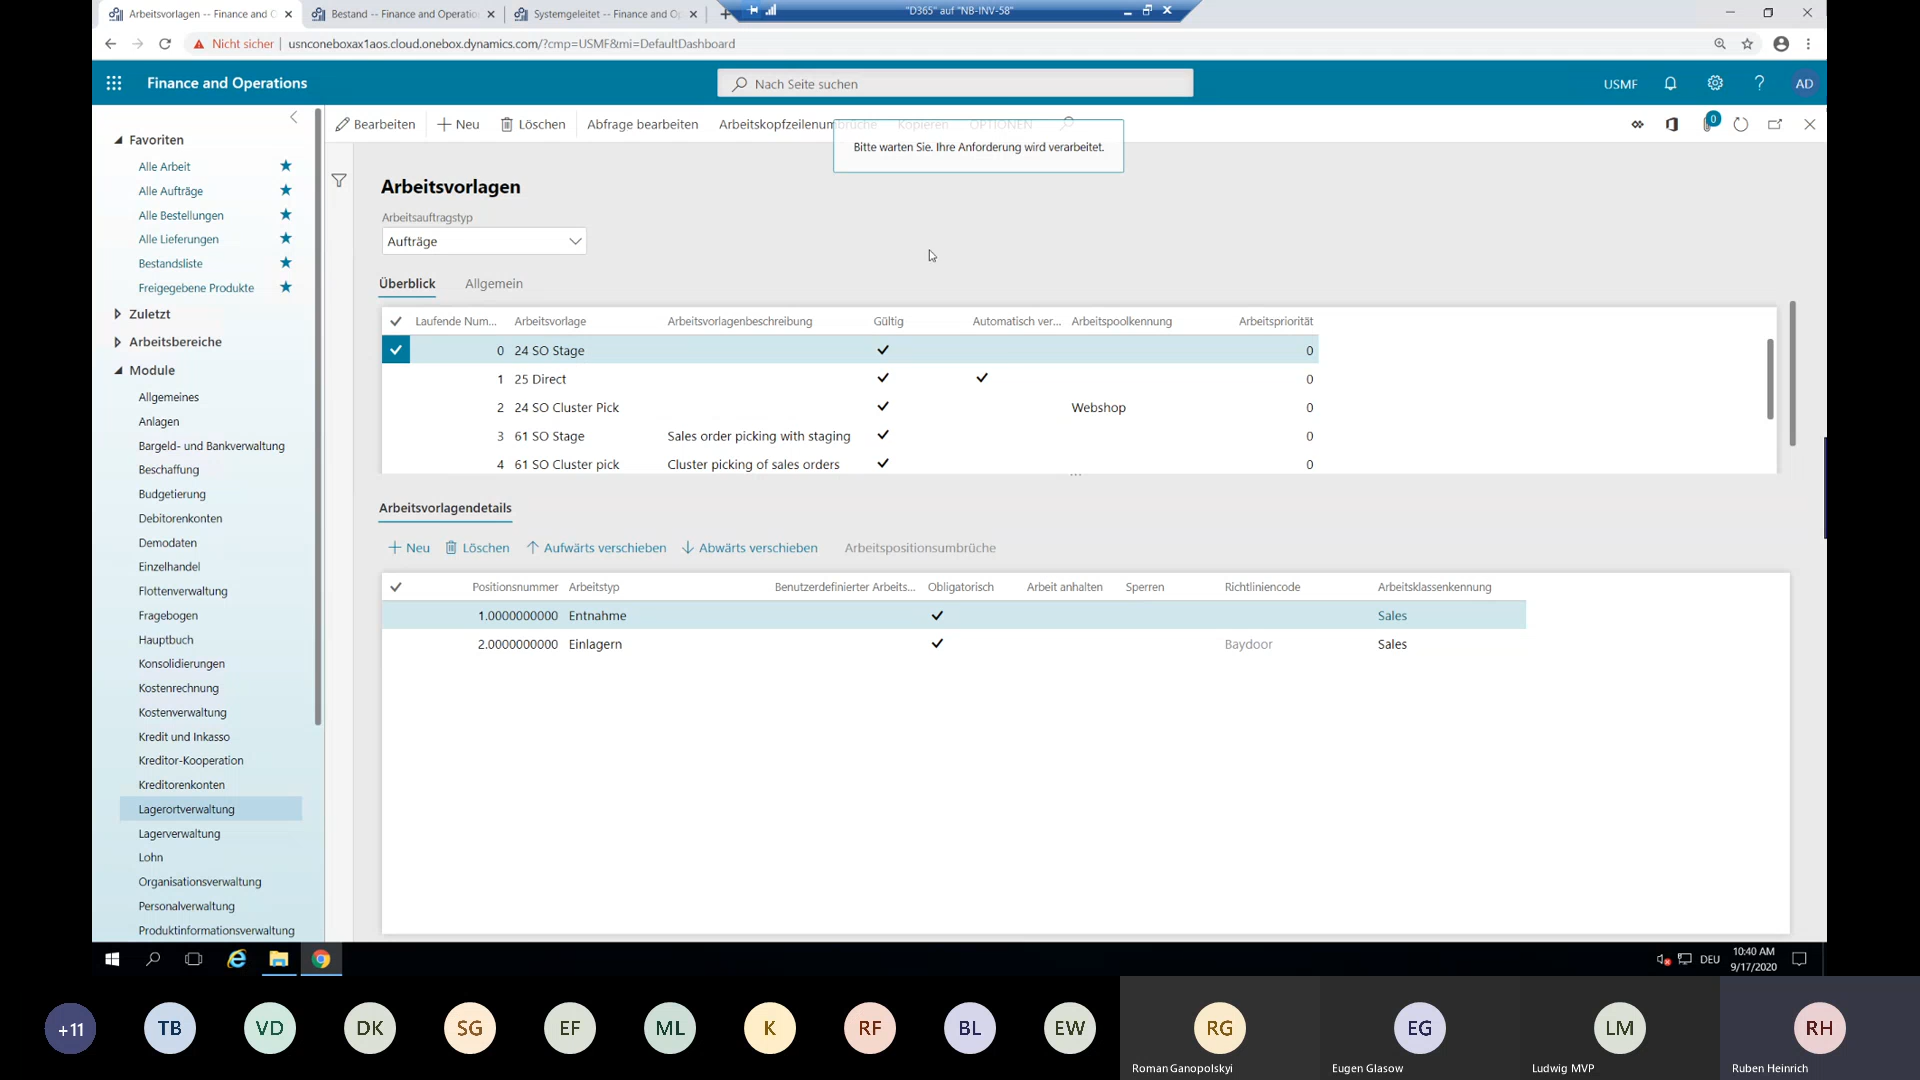 Arbeitsvorlagen -- Finance and O
Bestand -- Finance and Operatio
Systemgeleitet -- Finance and Op
"D365" auf "NB-INV-58"
Nicht sicher
usnconeboxax1aos.cloud.onebox.dynamics.com/?cmp=USMF&mi=DefaultDashboard
Finance and Operations
Nach Seite suchen
USMF
AD
Bearbeiten
Neu
Löschen
Abfrage bearbeiten
Arbeitskopfzeilenumbrüche
Kopieren
OPTIONEN
0
Bitte warten Sie. Ihre Anforderung wird verarbeitet.
Favoriten
Alle Arbeit
Alle Aufträge
Alle Bestellungen
Alle Lieferungen
Bestandsliste
Freigegebene Produkte
Zuletzt
Arbeitsbereiche
Module
Allgemeines
Anlagen
Bargeld- und Bankverwaltung
Beschaffung
Budgetierung
Debitorenkonten
Demodaten
Einzelhandel
Flottenverwaltung
Fragebogen
Hauptbuch
Konsolidierungen
Kostenrechnung
Kostenverwaltung
Kredit und Inkasso
Kreditor-Kooperation
Kreditorenkonten
Lagerortverwaltung
Lagerverwaltung
Lohn
Organisationsverwaltung
Personalverwaltung
Produktinformationsverwaltung
Arbeitsvorlagen
Arbeitsauftragstyp
Aufträge
Überblick
Allgemein
Laufende Num... Arbeitsvorlage Arbeitsvorlagenbeschreibung Gültig Automatisch ver... Arbeitspoolkennung Arbeitspriorität
0 24 SO Stage 0
1 25 Direct 0
2 24 SO Cluster Pick Webshop 0
3 61 SO Stage Sales order picking with staging 0
4 61 SO Cluster pick Cluster picking of sales orders 0
Arbeitsvorlagendetails
Neu
Löschen
Aufwärts verschieben
Abwärts verschieben
Arbeitspositionsumbrüche
Positionsnummer Arbeitstyp Benutzerdefinierter Arbeits... Obligatorisch Arbeit anhalten Sperren Richtliniencode Arbeitsklassenkennung
1.0000000000 Entnahme Sales
2.0000000000 Einlagern Baydoor Sales
DEU
10:40 AM
9/17/2020
+11
TB
VD
DK
SG
EF
ML
K
RF
BL
EW
RG
Roman Ganopolskyi
EG
Eugen Glasow
LM
Ludwig MVP
RH
Ruben Heinrich